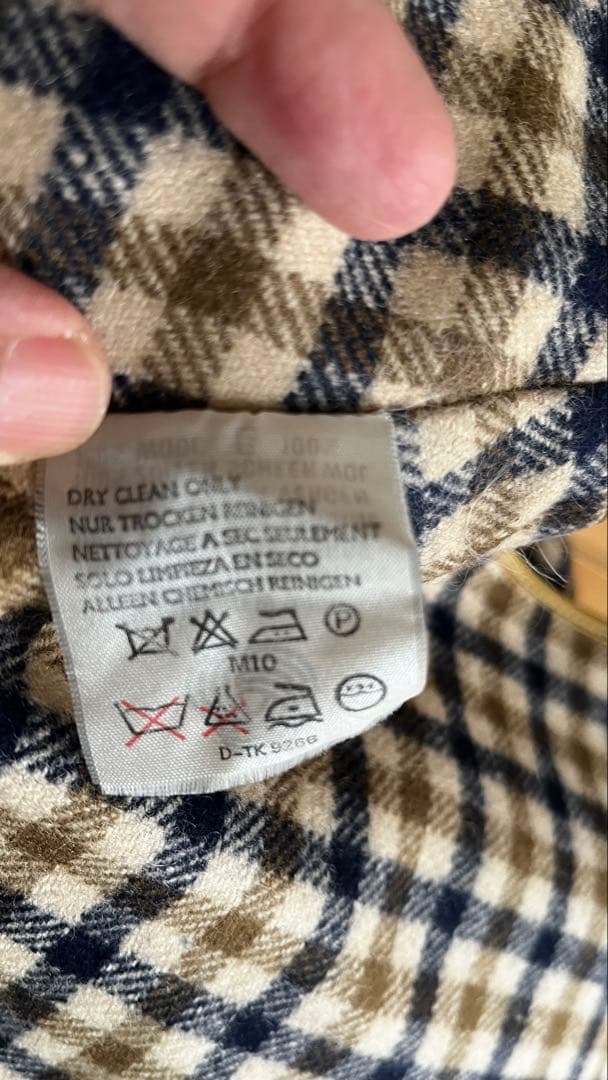 DRY CLEAN ONLY
NUR TROCKEN REINIGEN
NETTOYAGE A SEC SEULEMENT
SOLO LIMPIEZA EN SECO
ALLEEN CHEMISCH REINIGEN
P
M10
D-TK 9266